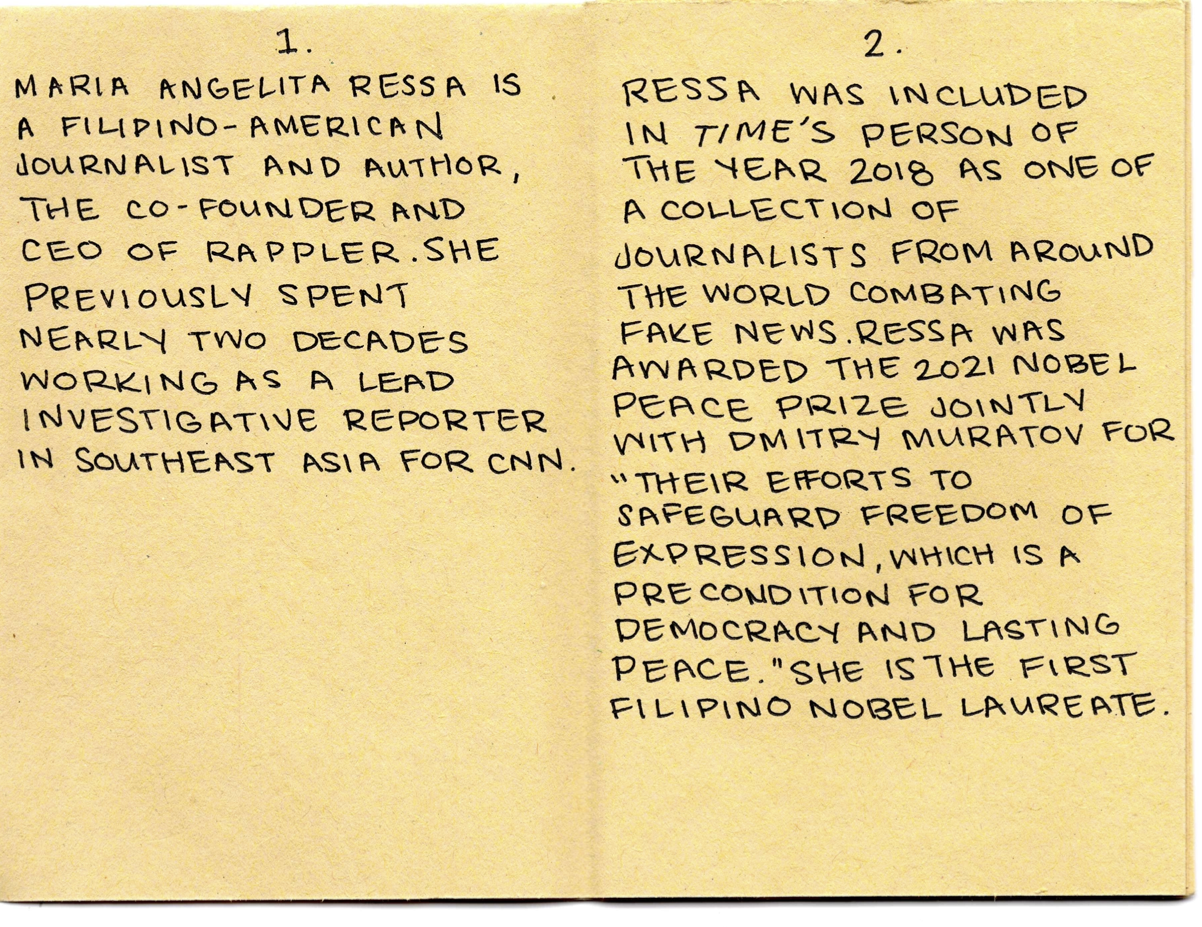 1.
MARIA ANGELITA RESSA IS
A FILIPINO-AMERICAN
JOURNALIST AND AUTHOR,
THE CO-FOUNDER AND
CEO OF RAPPLER. SHE
PREVIOUSLY SPENT
NEARLY TWO DECADES
WORKING AS A LEAD
INVESTIGATIVE REPORTER
IN SOUTHEAST ASIA FOR CNN.
2.
RESSA WAS INCLUDED
IN TIME'S PERSON OF
THE YEAR 2018 AS ONE OF
A COLLECTION OF
JOURNALISTS FROM AROUND
THE WORLD COMBATING
FAKE NEWS. RESSA WAS
AWARDED THE 2021 NOBEL
PEACE PRIZE JOINTLY
WITH DMITRY MURATOV FOR
"THEIR EFFORTS TO
SAFEGUARD FREEDOM OF
EXPRESSION, WHICH IS A
PRECONDITION FOR
DEMOCRACY AND LASTING
PEACE." SHE IS THE FIRST
FILIPINO NOBEL LAUREATE.